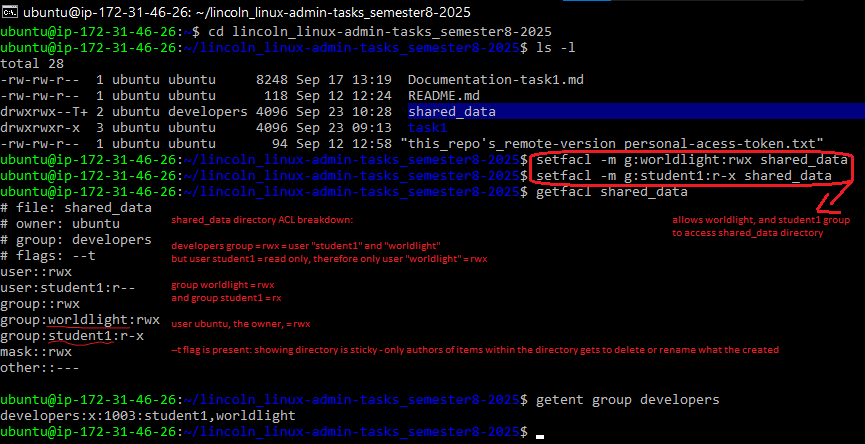 ubuntu@ip-172-31-46-26: ~/lincoln_linux-admin-tasks_semester8-2025
ubuntu@ip-172-31-46-26:~$ cd lincoln_linux-admin-tasks_semester8-2025
ubuntu@ip-172-31-46-26:~/lincoln_linux-admin-tasks_semester8-2025$ ls -l
total 28
-rw-rw-r-- 1 ubuntu ubuntu 8248 Sep 17 13:19 Documentation-task1.md
-rw-rw-r-- 1 ubuntu ubuntu 118 Sep 12 12:24 README.md
drwxrwx--T+ 2 ubuntu developers 4096 Sep 23 10:28 shared_data
drwxrwxr-x 3 ubuntu ubuntu 4096 Sep 23 09:13 task1
-rw-rw-r-- 1 ubuntu ubuntu 94 Sep 12 12:58 "this_repo's_remote-version personal-acess-token.txt"
ubuntu@ip-172-31-46-26:~/lincoln_linux-admin-tasks_semester8-2025$ setfacl -m g:worldlight:rwx shared_data
ubuntu@ip-172-31-46-26:~/lincoln_linux-admin-tasks_semester8-2025$ setfacl -m g:student1:r-x shared_data
ubuntu@ip-172-31-46-26:~/lincoln_linux-admin-tasks_semester8-2025$ getfacl shared_data
# file: shared_data
# owner: ubuntu
# group: developers
# flags: --t
user::rwx
user:student1:r--
group::rwx
group:worldlight:rwx
group:student1:r-x
mask::rwx
other::---
shared_data directory ACL breakdown:
developers group = rwx = user "student1" and "worldlight"
but user student1 = read only, therefore only user "worldlight" = rwx
group worldlight = rwx
and group student1 = rx
user ubuntu, the owner, = rwx
--t flag is present; showing directory is sticky - only authors of items within the directory gets to delete or rename what the created
allows worldlight, and student1 group
to access shared_data directory
ubuntu@ip-172-31-46-26:~/lincoln_linux-admin-tasks_semester8-2025$ getent group developers
developers:x:1003:student1,worldlight
ubuntu@ip-172-31-46-26:~/lincoln_linux-admin-tasks_semester8-2025$